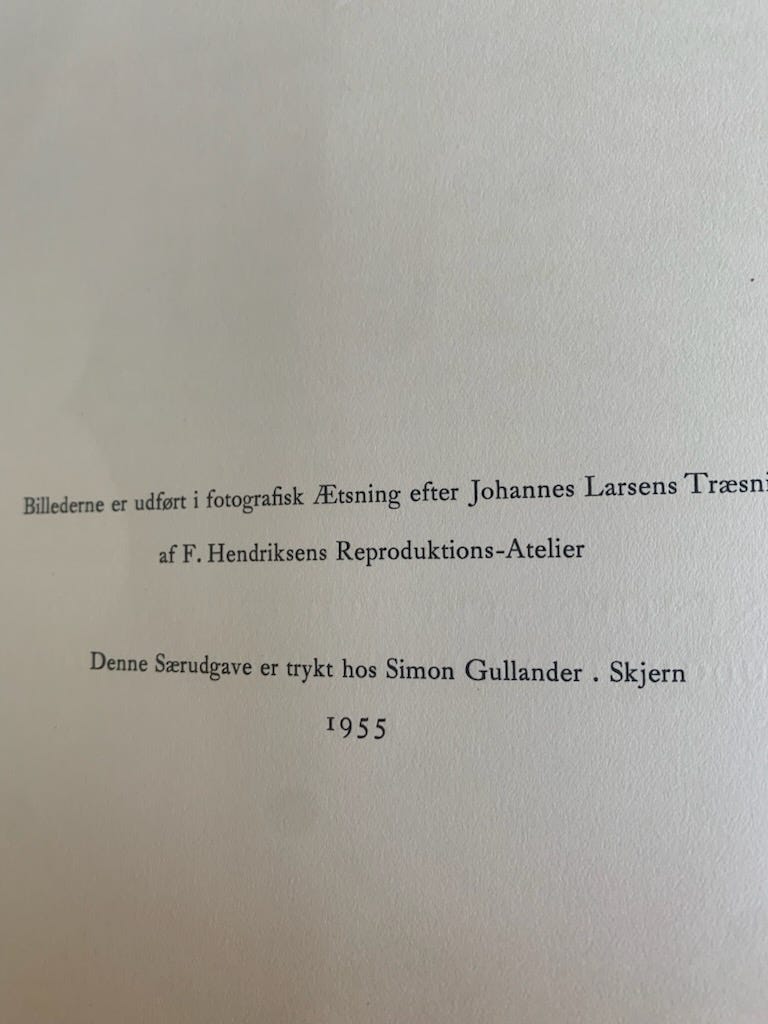 Billederne er udført i fotografisk Ætsning efter Johannes Larsens Træsni
af F. Hendriksens Reproduktions-Atelier
Denne Særudgave er trykt hos Simon Gullander . Skjern
1955